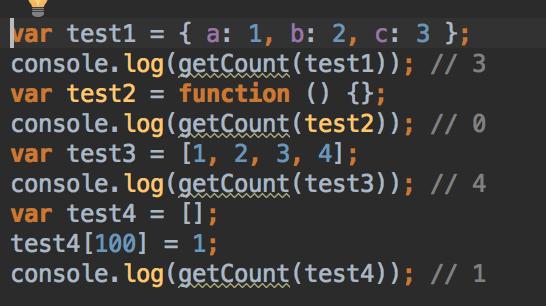 var test1 = { a: 1, b: 2, c: 3 };
console.log(getCount(test1)); // 3
var test2 = function () {};
console.log(getCount(test2)); // 0
var test3 = [1, 2, 3, 4];
console.log(getCount(test3)); // 4
var test4 = [];
test4[100] = 1;
console.log(getCount(test4)); // 1